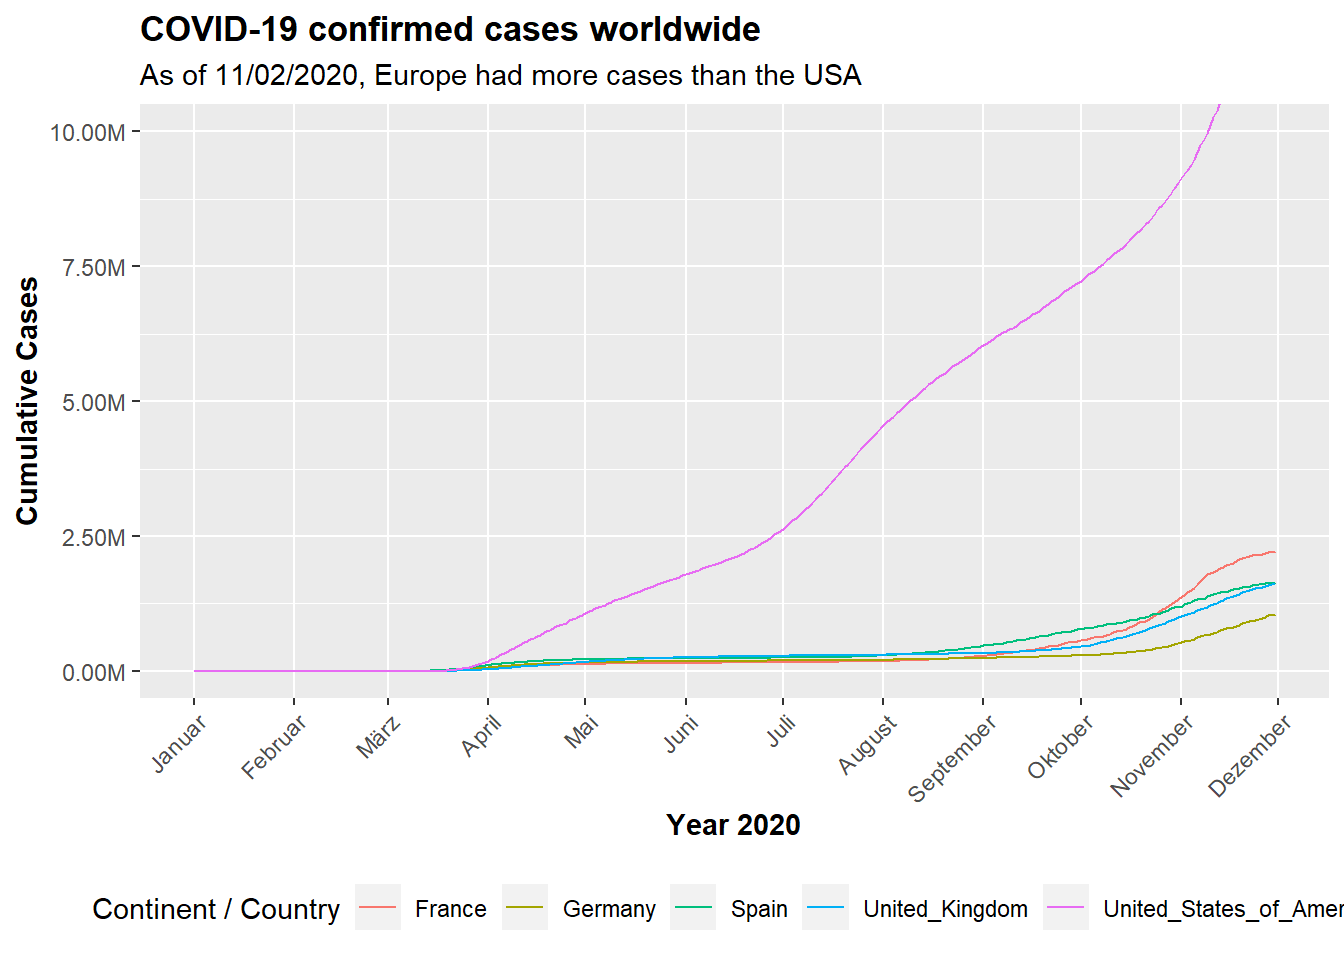 COVID-19 confirmed cases worldwide
As of 11/02/2020, Europe had more cases than the USA
10.00M
7.50M
5.00M
2.50M
0.00M
Cumulative Cases
Januar
Februar
März
April
Mai
Juni
Juli
August
September
Oktober
November
Dezember
Year 2020
Continent / Country France Germany Spain United_Kingdom United_States_of_Amer